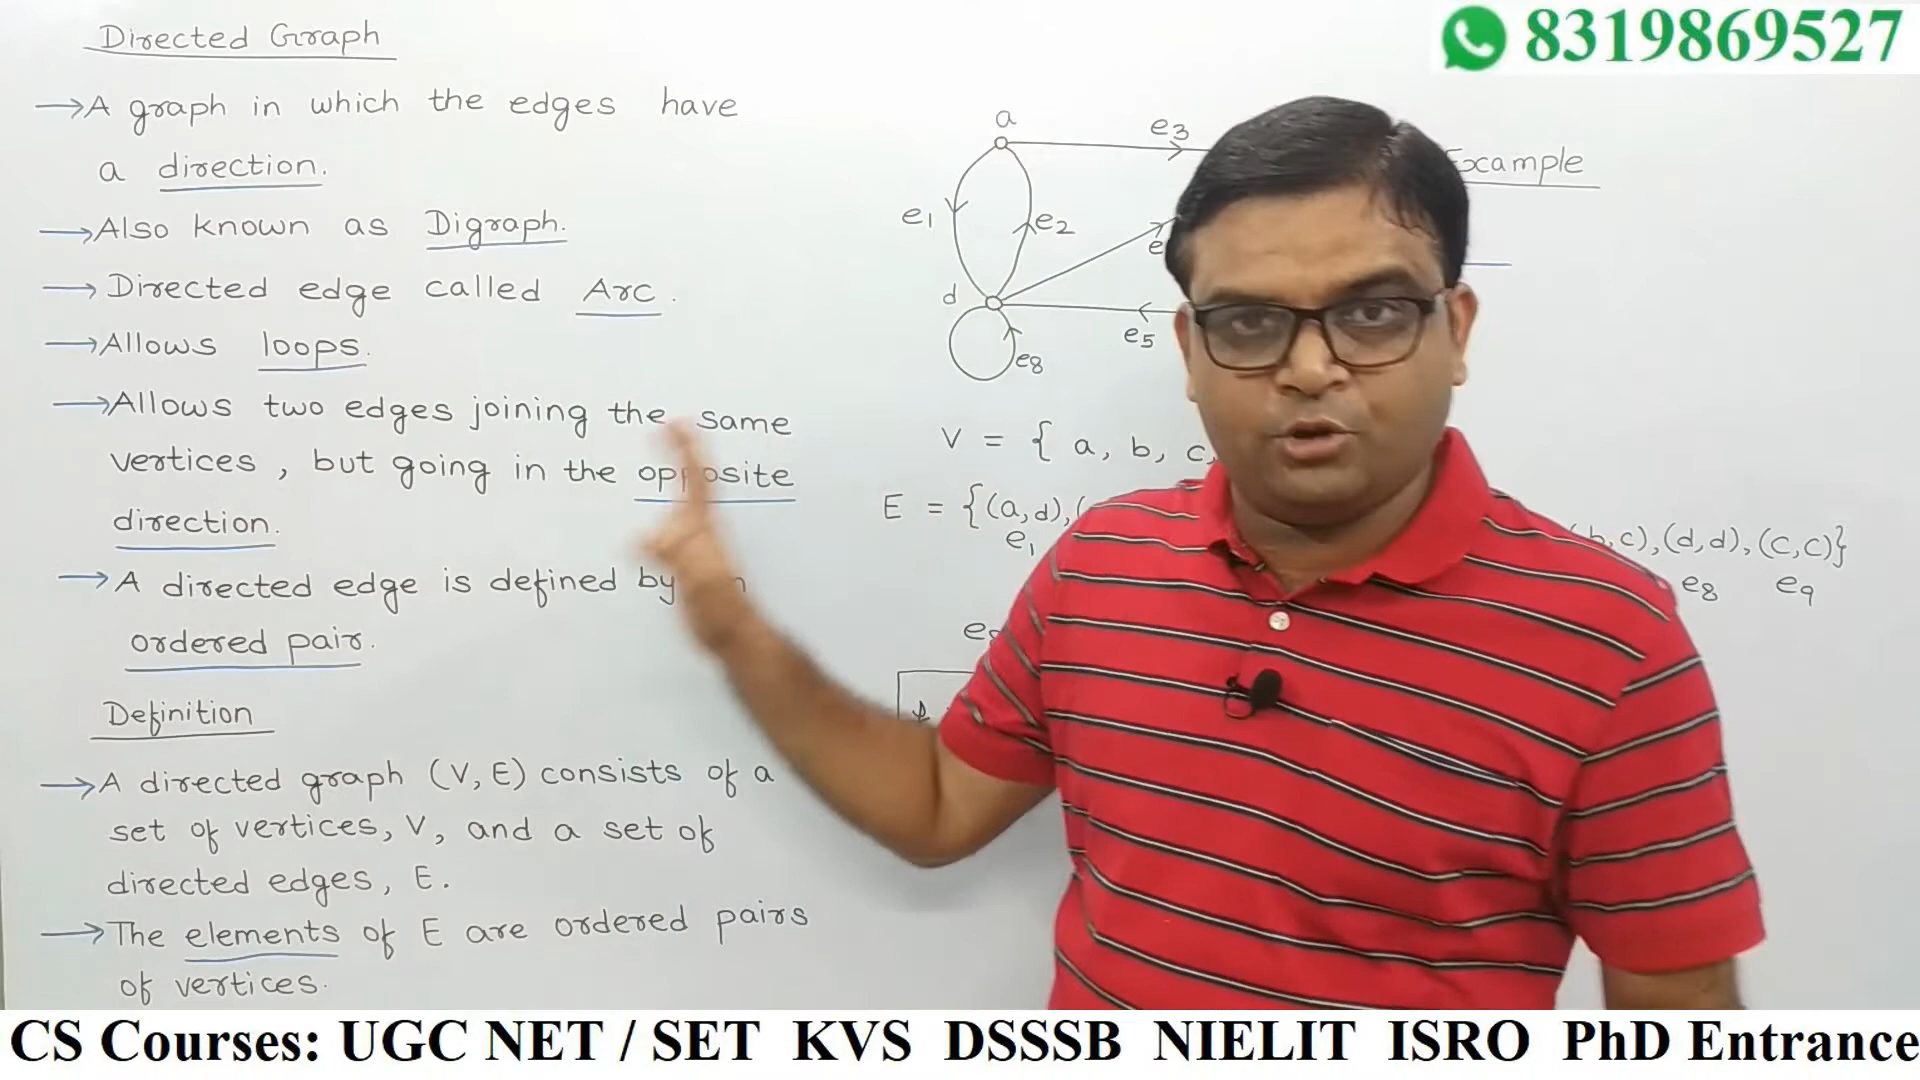 8319869527
Directed Graph
→A graph in which the edges have
a direction.
→Also known as Digraph.
→Directed edge called Arc.
→Allows loops.
→Allows two edges joining the same
vertices, but going in the opposite
direction.
→A directed edge is defined by
ordered pair.
Definition
→A directed graph (V, E) consists of a
set of vertices, V, and a set of
directed edges, E.
→The elements of E are ordered pairs
of vertices.
Example
a
e3
e1
e2
e
d
e5
e8
V = { a, b, c,
E = {(a,d),( b,c),(d,d),(c,c)}
e1 e8 e9
CS Courses: UGC NET / SET KVS DSSSB NIELIT ISRO PhD Entrance